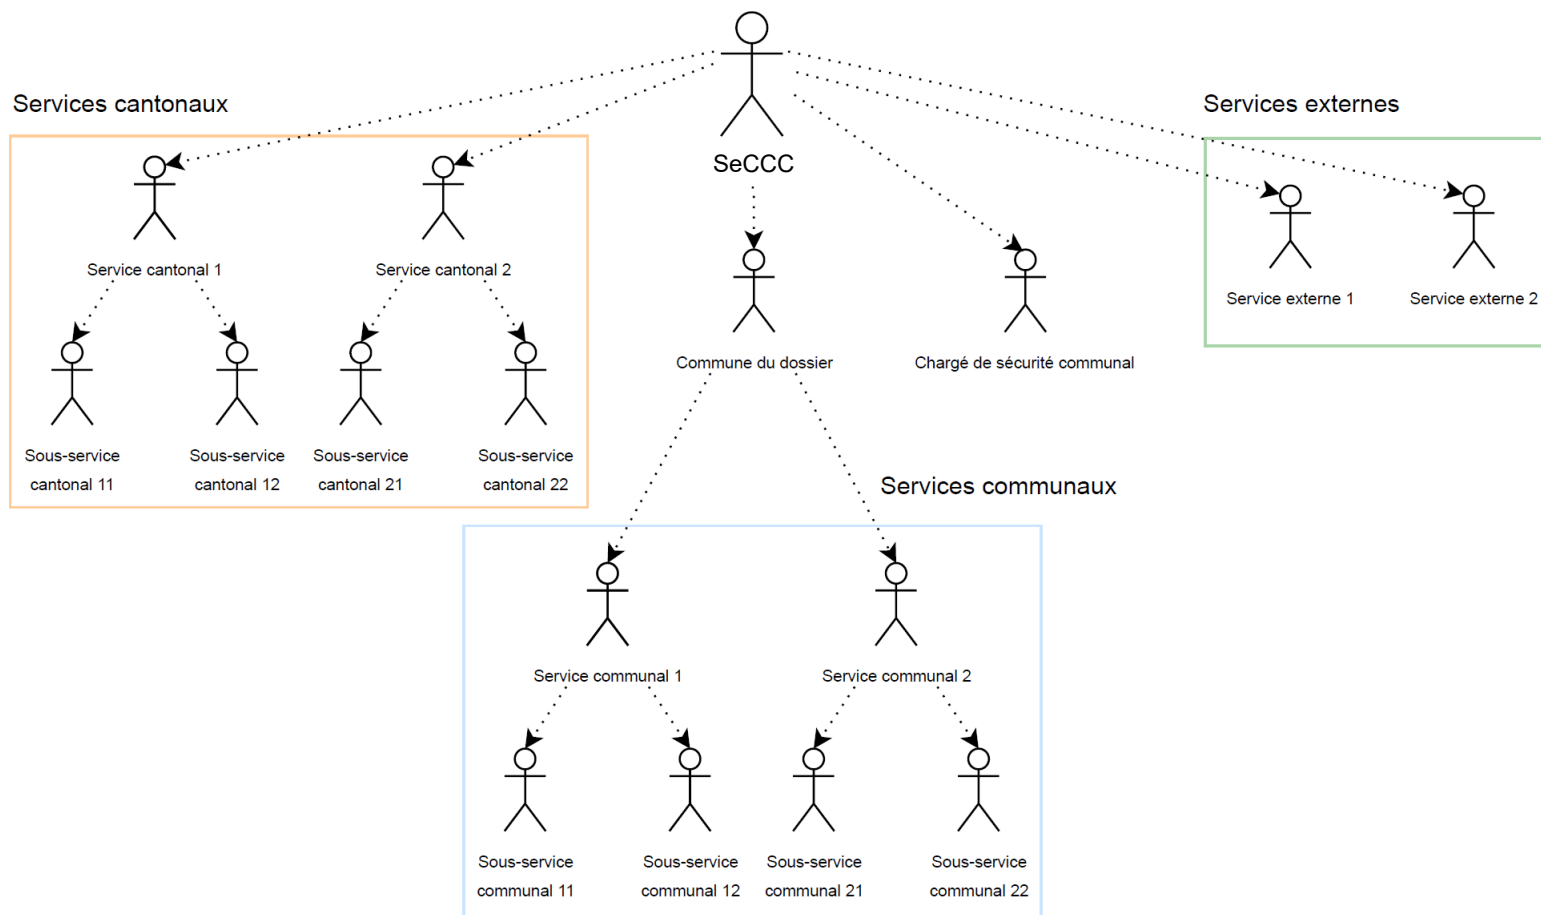 Services cantonaux
Services externes
SeCCC
Service cantonal 1
Service cantonal 2
Service externe 1
Service externe 2
Commune du dossier
Chargé de sécurité communal
Sous-service
cantonal 11
Sous-service
cantonal 12
Sous-service
cantonal 21
Sous-service
cantonal 22
Services communaux
Service communal 1
Service communal 2
Sous-service
communal 11
Sous-service
communal 12
Sous-service
communal 21
Sous-service
communal 22